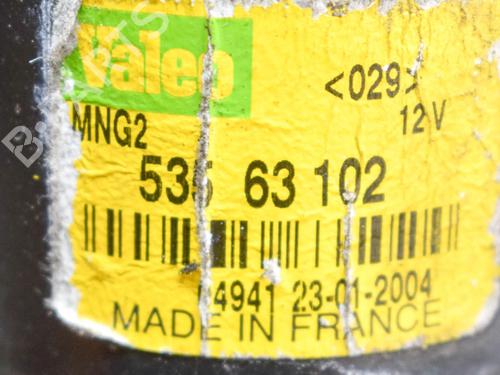 Valeo
<029>
MNG2
12 V
535 63 102
4941 23-01-2004
MADE IN FRANCE